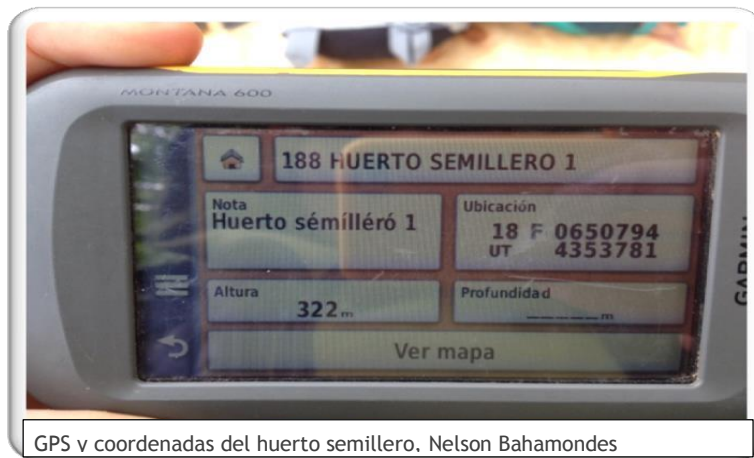 MONTANA 600
188 HUERTO SEMILLERO 1
Nota
Huerto sémílléró 1
Ubicación
18 F 0650794
UT 4353781
Altura
322 m
Profundidad
_____m
Ver mapa
GARMIN
GPS y coordenadas del huerto semillero, Nelson Bahamondes